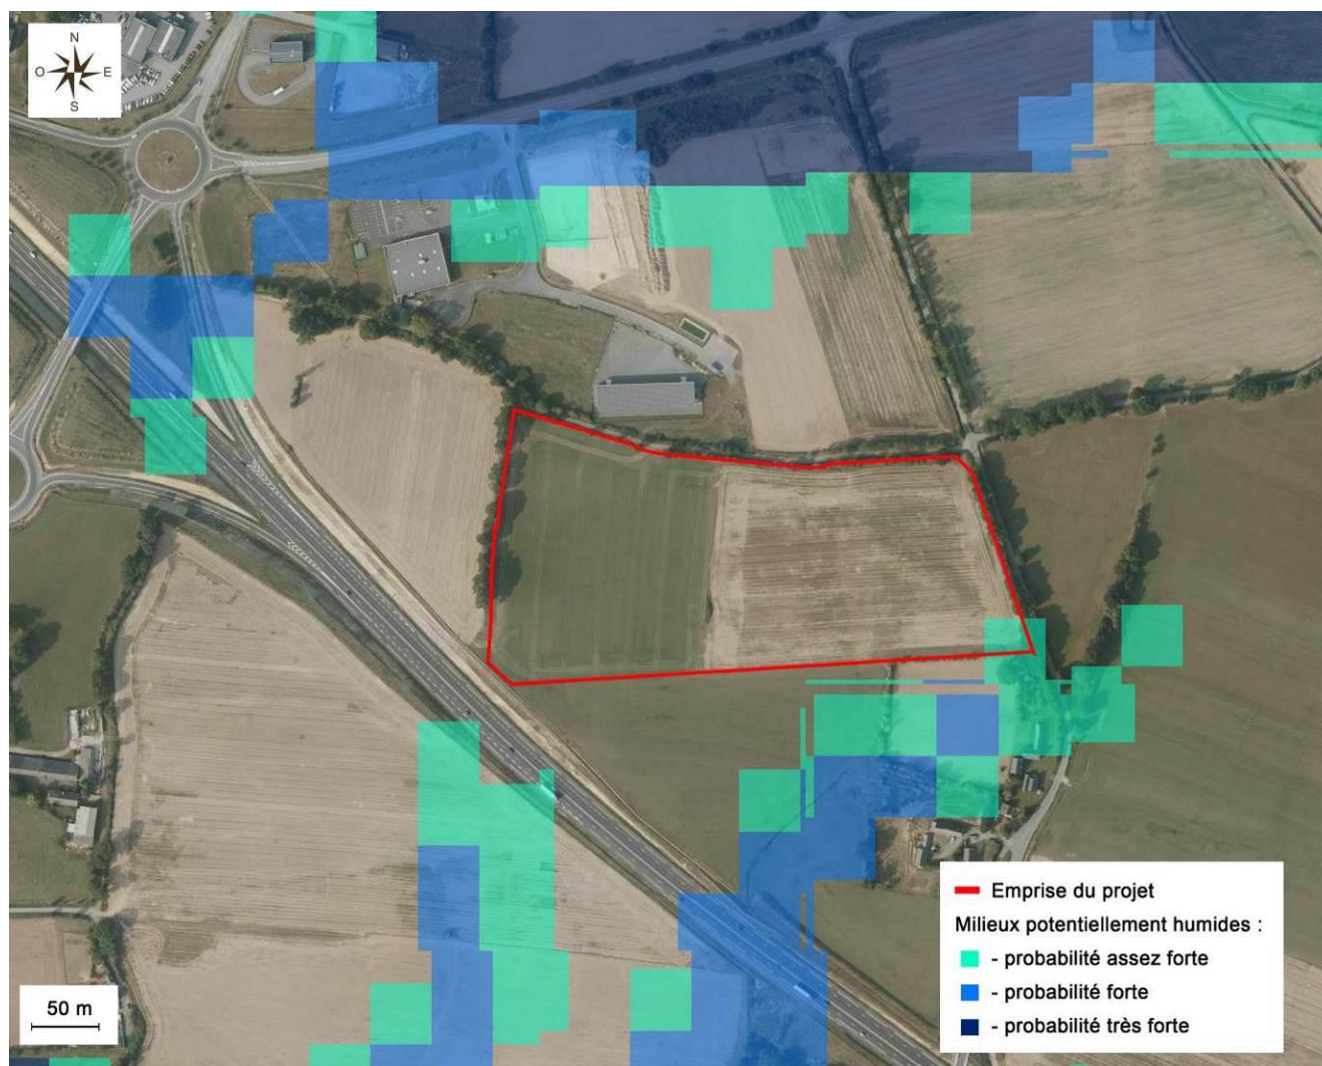 N
O E
S
Emprise du projet
Milieux potentiellement humides :
- probabilité assez forte
- probabilité forte
- probabilité très forte
50 m